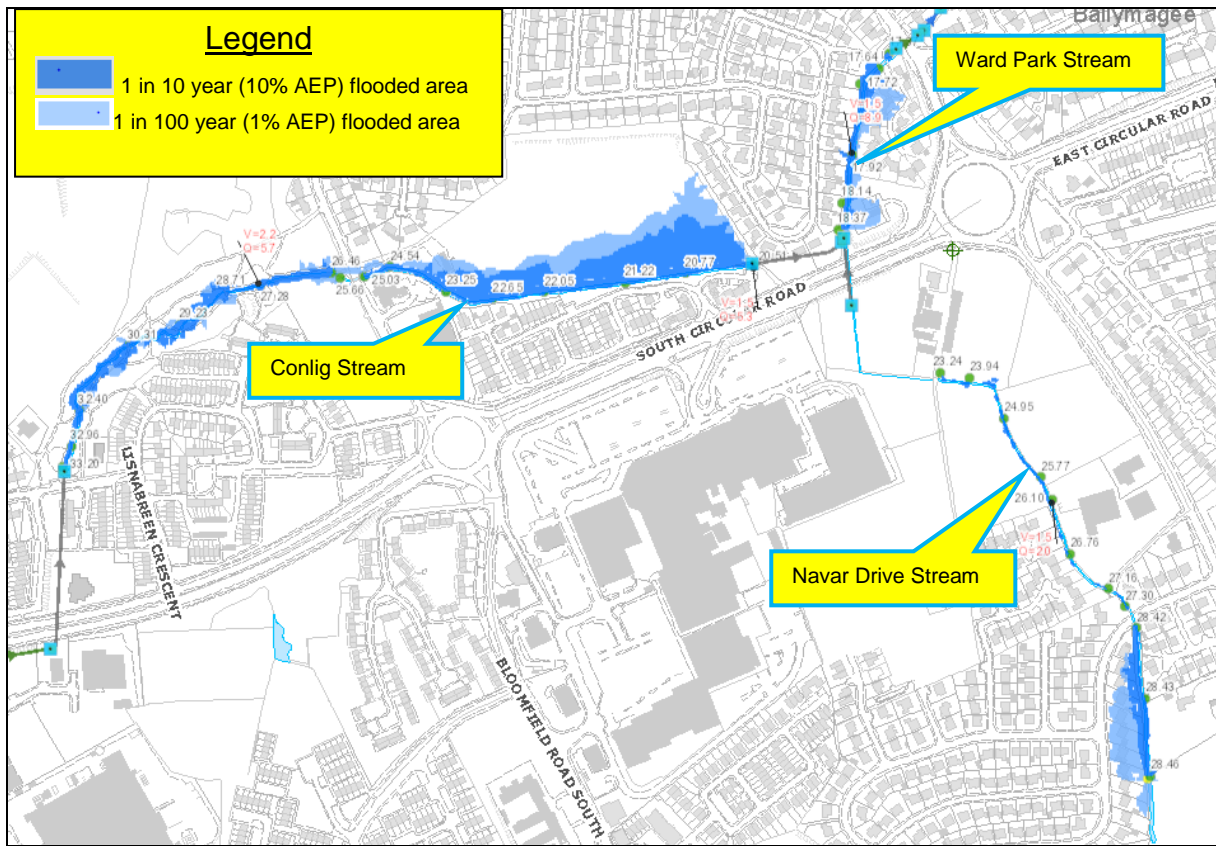 Legend
1 in 10 year (10% AEP) flooded area
1 in 100 year (1% AEP) flooded area
Ballymagee
Ward Park Stream
17.64
17.72
V=1.5
Q=8.9
17.92
18.14
18.37
EAST CIRCULAR ROAD
V=2.2
Q=5.7
28.71
27.28
26.46
25.66
25.03
24.54
23.25
22.65
22.05
21.22
20.77
20.51
V=1.5
SOUTH CIRCULAR ROAD
29.23
30.31
32.40
32.96
33.20
Conlig Stream
LISNABREEN CRESCENT
23.24
23.94
24.95
25.77
26.10
V=1.5
26.76
27.16
27.30
28.42
28.43
28.46
Navar Drive Stream
BLOOMFIELD ROAD SOUTH